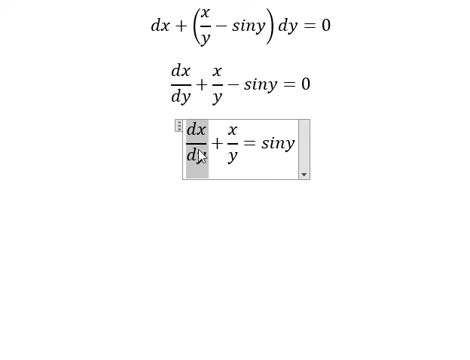 dx + (x/y − siny) dy = 0
dx/dy + x/y − siny = 0
dx/dy + x/y = siny